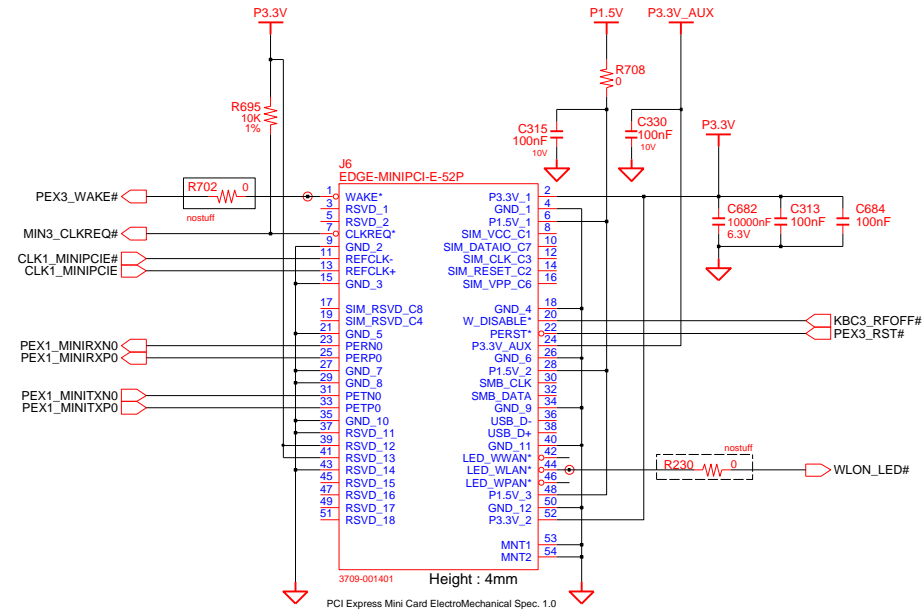 P3.3V
P1.5V
P3.3V_AUX
R708
0
R695
10K
1%
C315
100nF
10V
C330
100nF
10V
P3.3V
J6
EDGE-MINIPCI-E-52P
PEX3_WAKE#
R702
0
nostuff
1
WAKE*
3
RSVD_1
5
RSVD_2
MIN3_CLKREQ#
7
CLKREQ*
9
GND_2
CLK1_MINIPCIE#
11
REFCLK-
CLK1_MINIPCIE
13
REFCLK+
15
GND_3
17
SIM_RSVD_C8
19
SIM_RSVD_C4
21
GND_5
PEX1_MINIRXN0
23
PERN0
PEX1_MINIRXP0
25
PERP0
27
GND_7
29
GND_8
PEX1_MINITXN0
31
PETN0
PEX1_MINITXP0
33
PETP0
35
GND_10
37
RSVD_11
39
RSVD_12
41
RSVD_13
43
RSVD_14
45
RSVD_15
47
RSVD_16
49
RSVD_17
51
RSVD_18
P3.3V_1
2
GND_1
4
P1.5V_1
6
SIM_VCC_C1
8
SIM_DATAIO_C7
10
SIM_CLK_C3
12
SIM_RESET_C2
14
SIM_VPP_C6
16
GND_4
18
W_DISABLE*
20
KBC3_RFOFF#
PERST*
22
PEX3_RST#
P3.3V_AUX
24
GND_6
26
P1.5V_2
28
SMB_CLK
30
SMB_DATA
32
GND_9
34
USB_D-
36
USB_D+
38
GND_11
40
LED_WWAN*
42
LED_WLAN*
44
LED_WPAN*
46
P1.5V_3
48
GND_12
50
P3.3V_2
52
MNT1
53
MNT2
54
C682
10000nF
6.3V
C313
100nF
C684
100nF
nostuff
R230
0
WLON_LED#
3709-001401
Height : 4mm
PCI Express Mini Card ElectroMechanical Spec. 1.0